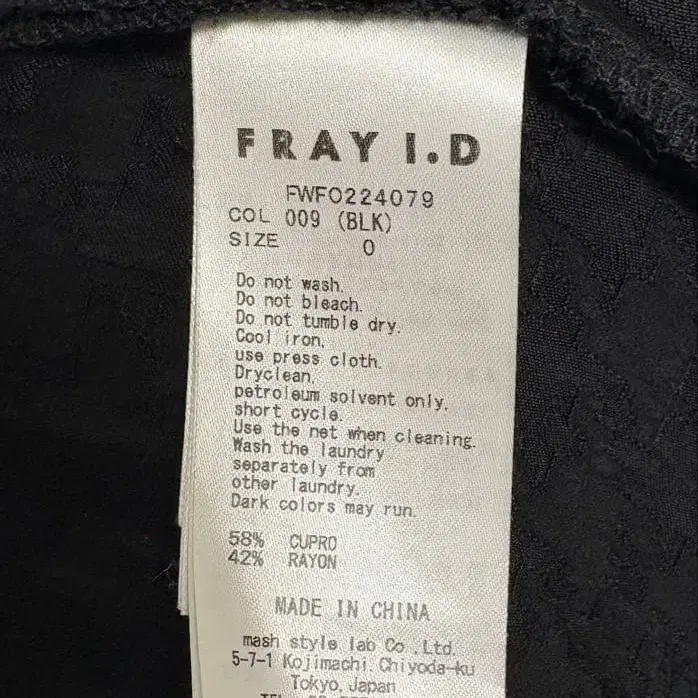 FRAY I.D
FWFO224079
COL 009 (BLK)
SIZE 0
Do not wash.
Do not bleach.
Do not tumble dry.
Cool iron.
use press cloth.
Dryclean.
petroleum solvent only.
short cycle.
Use the net when cleaning.
Wash the laundry
separately from
other laundry.
Dark colors may run.
58% CUPRO
42% RAYON
MADE IN CHINA
mash style lab Co.,Ltd.
5-7-1 Kojimachi, Chiyoda-ku
Tokyo, Japan